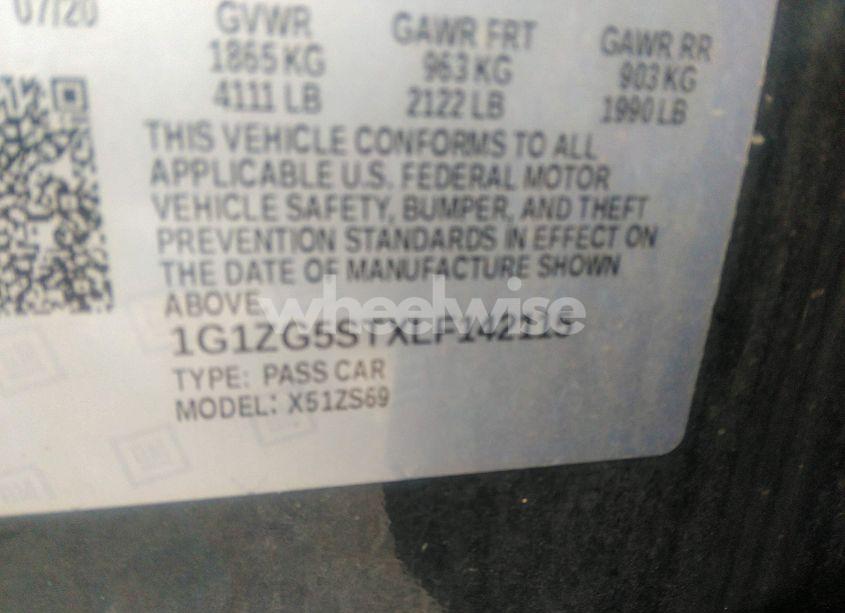 07/20
GVWR GAWR FRT GAWR RR
1865 KG 963 KG 903 KG
4111 LB 2122 LB 1990 LB
THIS VEHICLE CONFORMS TO ALL
APPLICABLE U.S. FEDERAL MOTOR
VEHICLE SAFETY, BUMPER, AND THEFT
PREVENTION STANDARDS IN EFFECT ON
THE DATE OF MANUFACTURE SHOWN
ABOVE.
wheelwise
TYPE: PASS CAR
MODEL: X51ZS69
GM